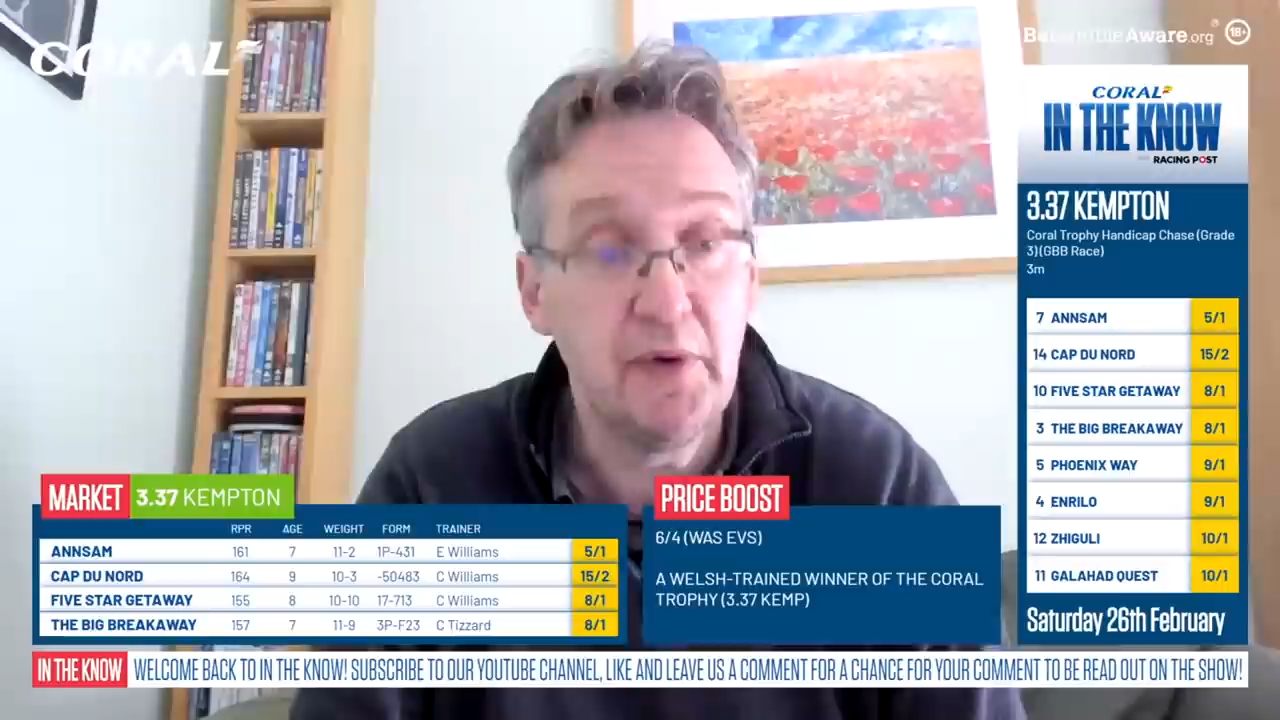 CORAL
BeGambleAware.org 18+
CORAL
IN THE KNOW
RACING POST
3.37 KEMPTON
Coral Trophy Handicap Chase (Grade
3) (GBB Race)
3m
7 ANNSAM 5/1
14 CAP DU NORD 15/2
10 FIVE STAR GETAWAY 8/1
3 THE BIG BREAKAWAY 8/1
5 PHOENIX WAY 9/1
4 ENRILO 9/1
12 ZHIGULI 10/1
11 GALAHAD QUEST 10/1
Saturday 26th February
MARKET 3.37 KEMPTON
RPR AGE WEIGHT FORM TRAINER
ANNSAM 161 7 11-2 1P-431 E Williams 5/1
CAP DU NORD 164 9 10-3 -50483 C Williams 15/2
FIVE STAR GETAWAY 155 8 10-10 17-713 C Williams 8/1
THE BIG BREAKAWAY 157 7 11-9 3P-F23 C Tizzard 8/1
PRICE BOOST
6/4 (WAS EVS)
A WELSH-TRAINED WINNER OF THE CORAL
TROPHY (3.37 KEMP)
IN THE KNOW WELCOME BACK TO IN THE KNOW! SUBSCRIBE TO OUR YOUTUBE CHANNEL, LIKE AND LEAVE US A COMMENT FOR A CHANCE FOR YOUR COMMENT TO BE READ OUT ON THE SHOW!